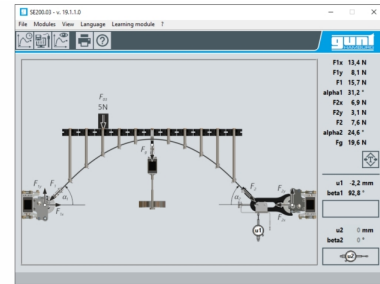 SE200.03 - v. 19.1.1.0
File Modules View Language Learning module ?
gunt
F1x 13,4 N
F1y 8,1 N
F1 15,7 N
alpha1 31,2 °
F2x 6,9 N
F2y 3,1 N
F2 7,6 N
alpha2 24,6 °
Fg 19,6 N
u1 -2,2 mm
beta1 92,8 °
u2 0 mm
beta2 0 °
u2
5N
u1